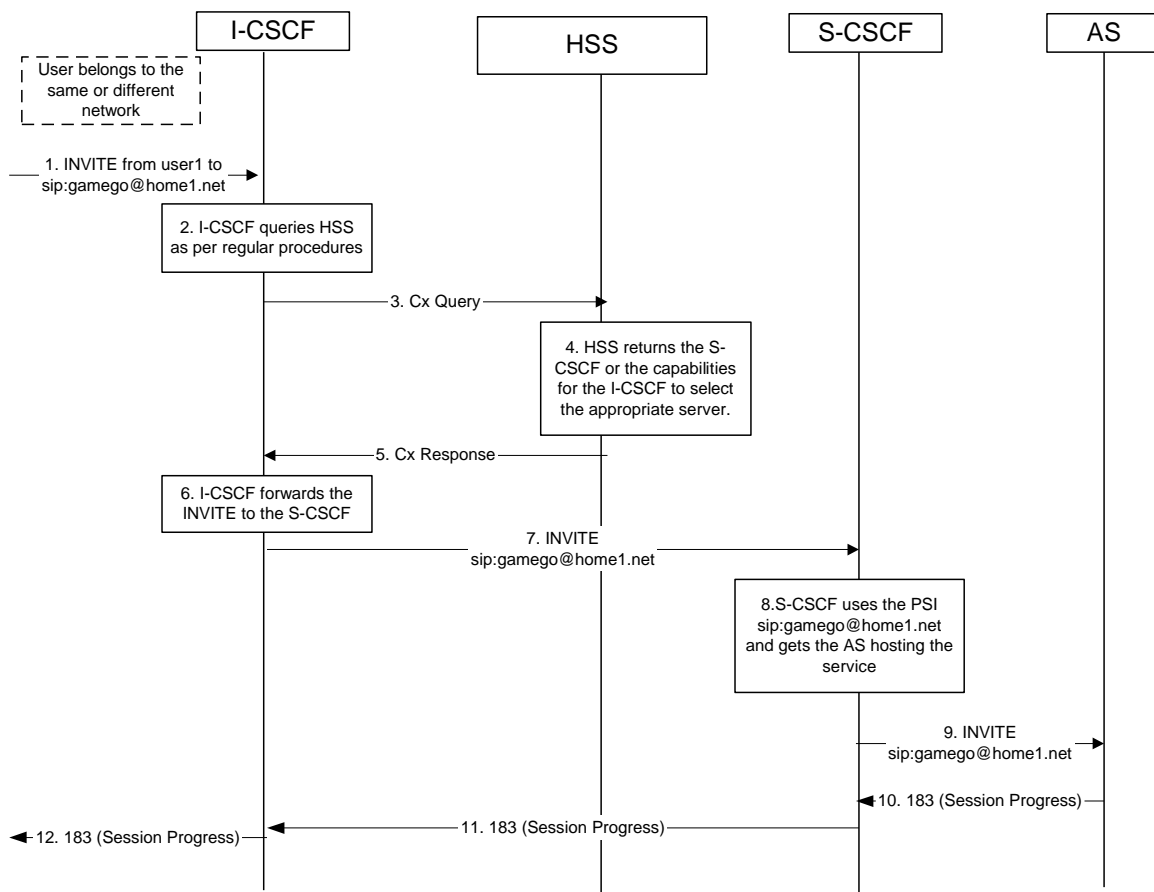 I-CSCF
HSS
S-CSCF
AS
User belongs to the
same or different
network
1. INVITE from user1 to
sip:gamego@home1.net
2. I-CSCF queries HSS
as per regular procedures
3. Cx Query
4. HSS returns the S-
CSCF or the capabilities
for the I-CSCF to select
the appropriate server.
5. Cx Response
6. I-CSCF forwards the
INVITE to the S-CSCF
7. INVITE
sip:gamego@home1.net
8.S-CSCF uses the PSI
sip:gamego@home1.net
and gets the AS hosting the
service
9. INVITE
sip:gamego@home1.net
10. 183 (Session Progress)
11. 183 (Session Progress)
12. 183 (Session Progress)